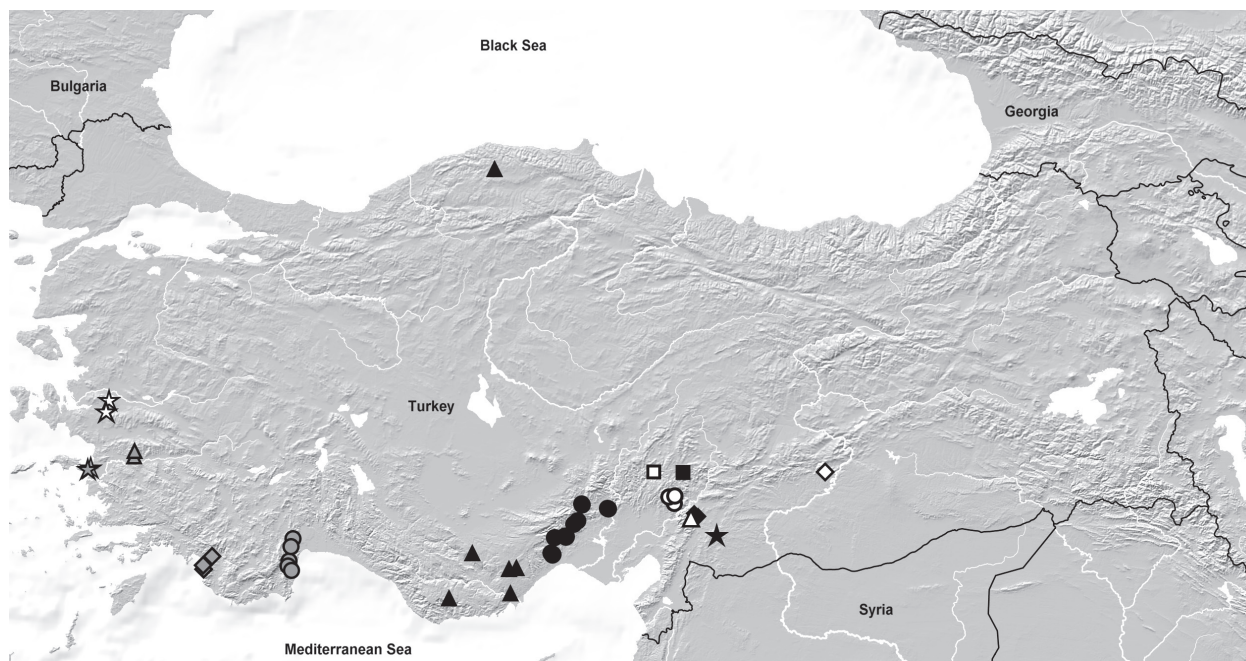 Black Sea
Bulgaria
Georgia
Turkey
Syria
Mediterranean Sea